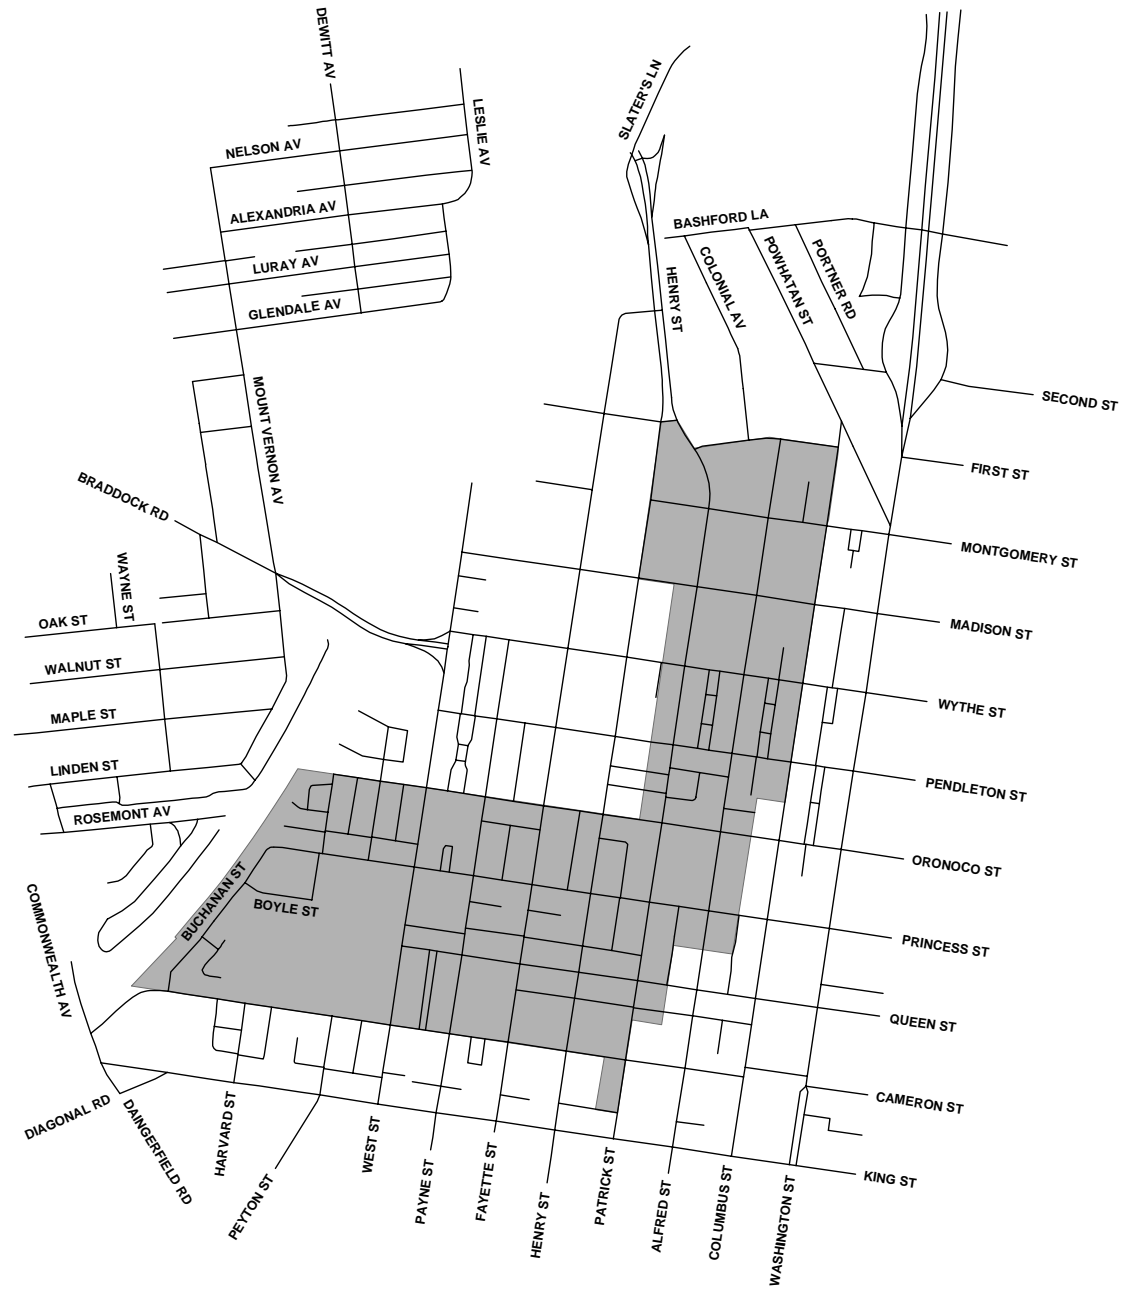 DEWITT AV
SLATER'S LN
LESLIE AV
NELSON AV
ALEXANDRIA AV
BASHFORD LA
LURAY AV
COLONIAL AV
POWHATAN ST
PORTNER RD
HENRY ST
GLENDALE AV
MOUNT VERNON AV
SECOND ST
BRADDOCK RD
FIRST ST
WAYNE ST
MONTGOMERY ST
OAK ST
MADISON ST
WALNUT ST
WYTHE ST
MAPLE ST
LINDEN ST
PENDLETON ST
ROSEMONT AV
ORONOCO ST
BUCHANAN ST
BOYLE ST
COMMONWEALTH AV
PRINCESS ST
QUEEN ST
CAMERON ST
DIAGONAL RD
DAINGERFIELD RD
HARVARD ST
PEYTON ST
WEST ST
PAYNE ST
FAYETTE ST
HENRY ST
PATRICK ST
ALFRED ST
COLUMBUS ST
WASHINGTON ST
KING ST